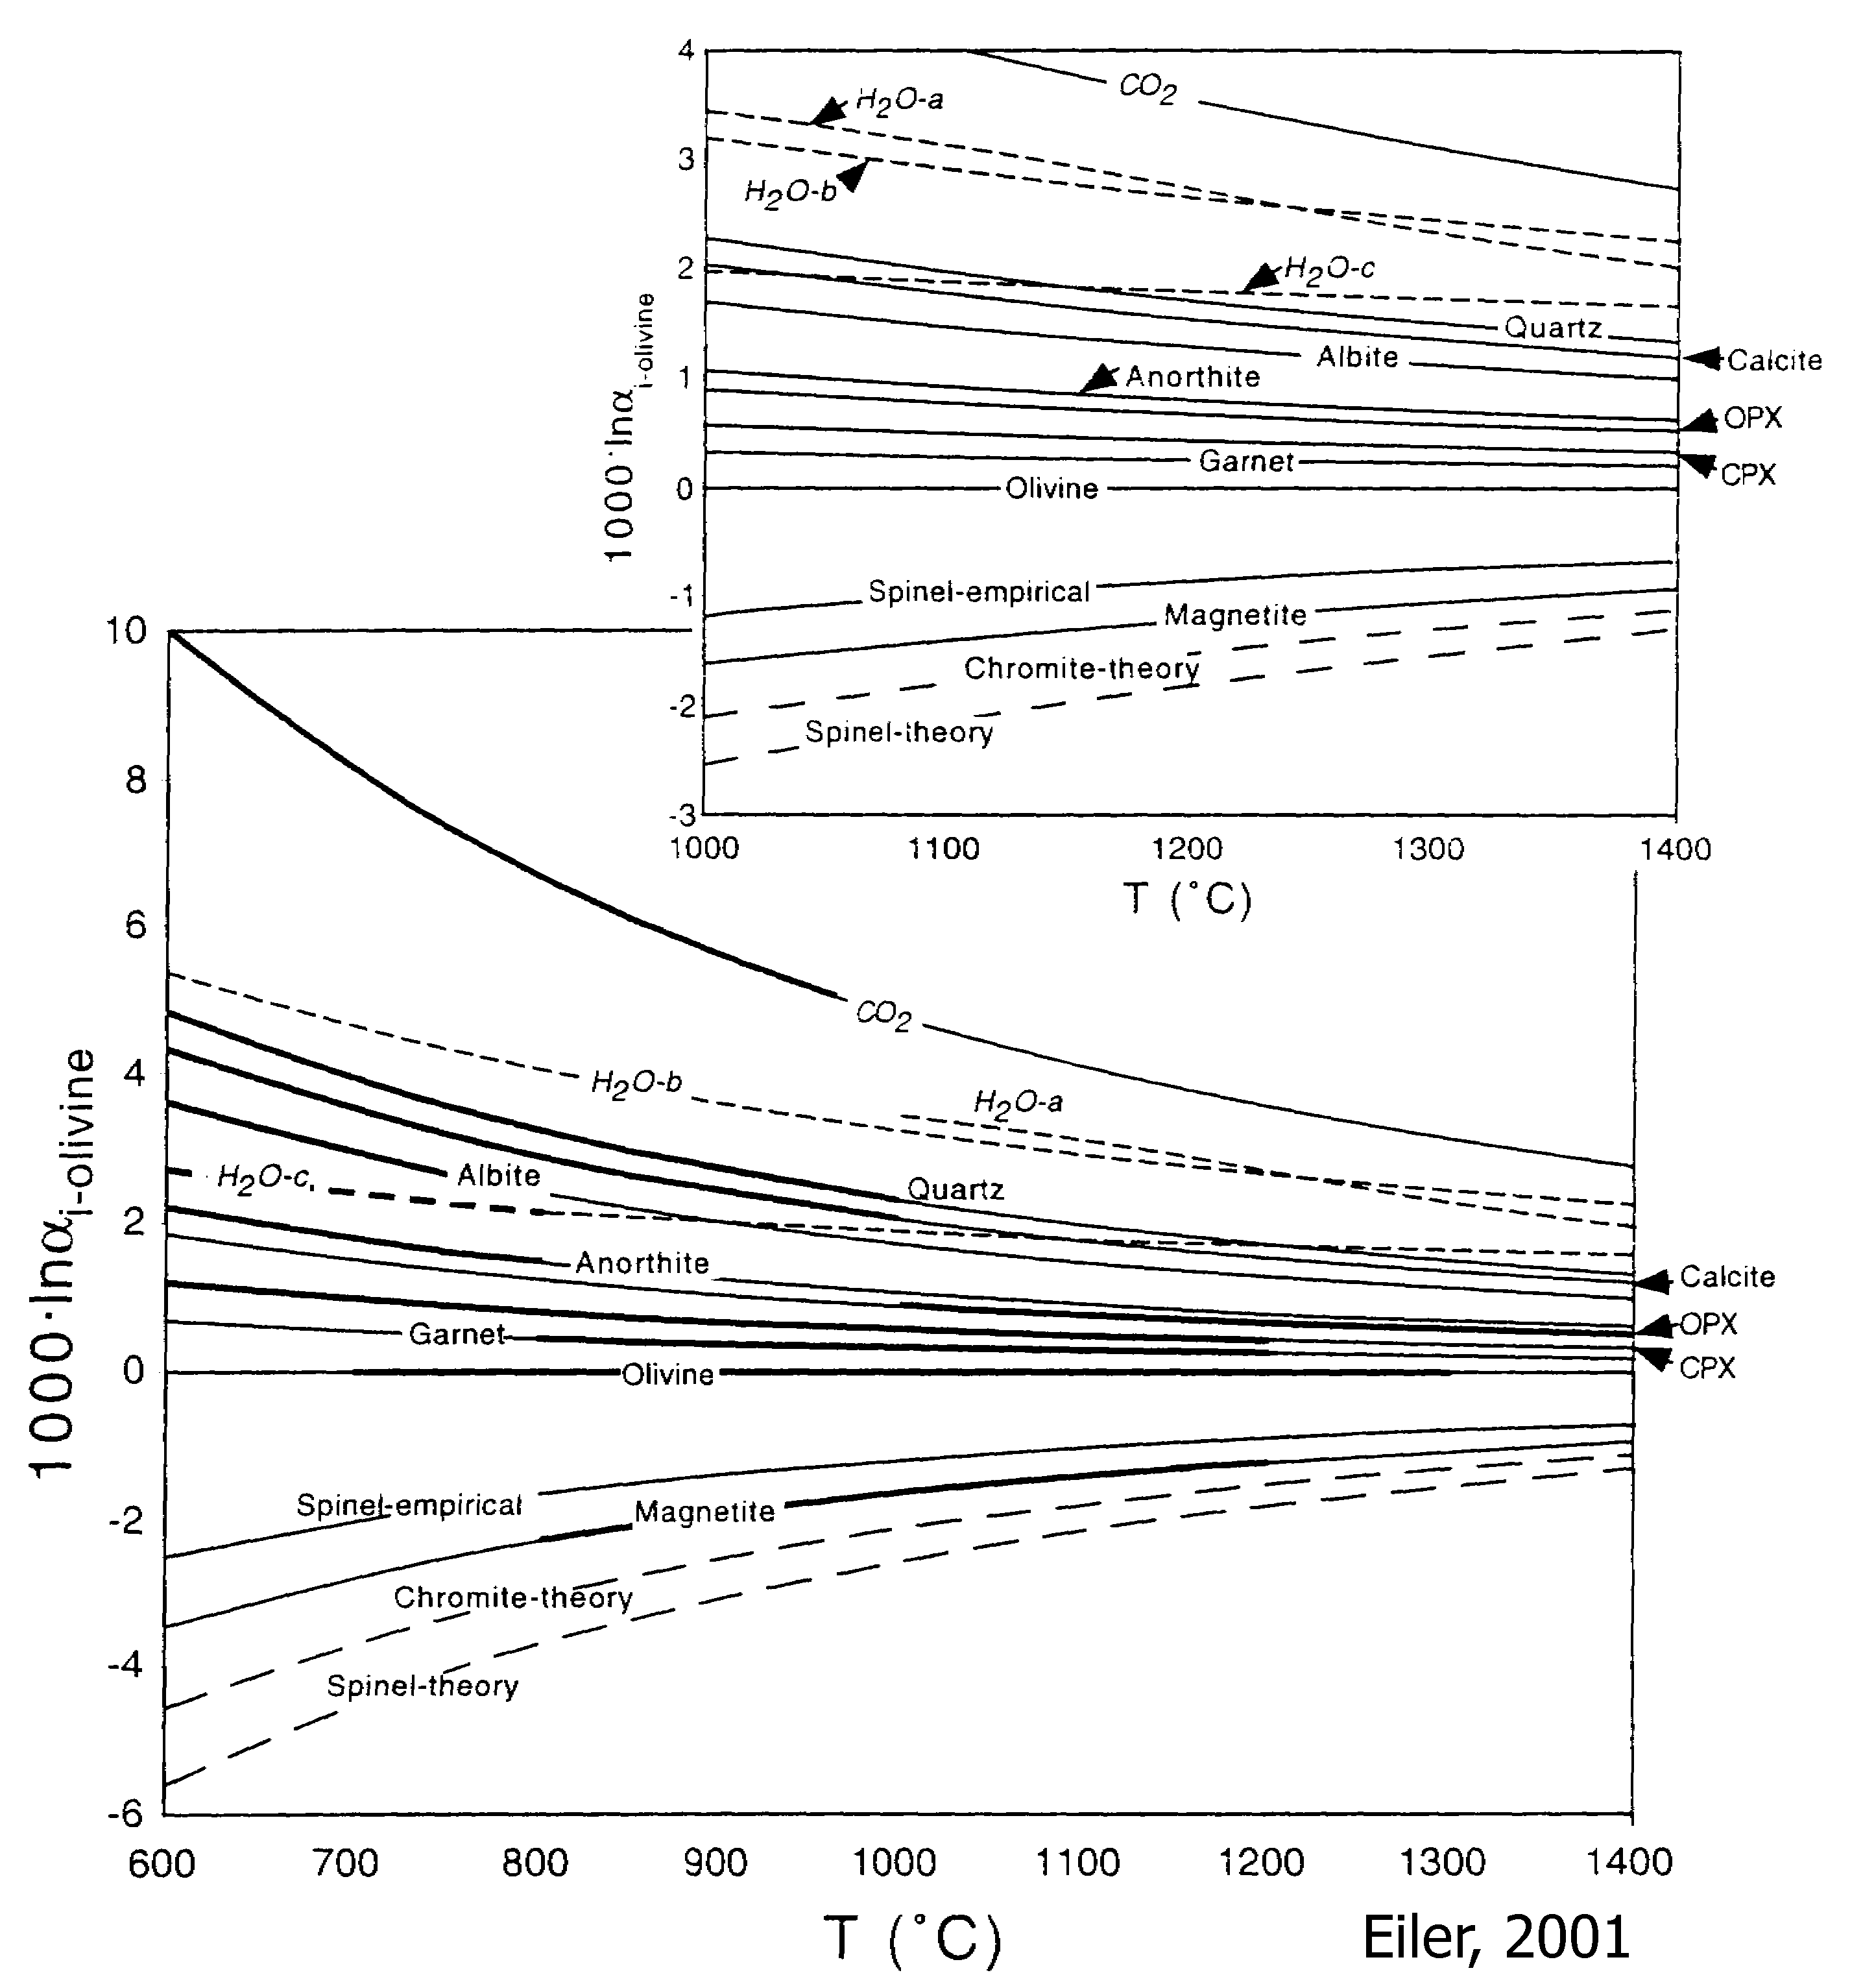 4
CO2
H2O-a
3
H2O-b
2
H2O-c
Quartz
Albite
Calcite
1
Anorthite
OPX
Garnet
CPX
0
Olivine
1000·lnα i-olivine
-1
Spinel-empirical
Magnetite
Chromite-theory
-2
Spinel-theory
-3
1000 1100 1200 1300 1400
T (°C)
10
8
6
CO2
4
H2O-b
H2O-a
H2O-c
Albite
Quartz
2
Anorthite
Calcite
Garnet
OPX
0
Olivine
CPX
1000·lnα i-olivine
Spinel-empirical
-2
Magnetite
Chromite-theory
-4
Spinel-theory
-6
600 700 800 900 1000 1100 1200 1300 1400
T (°C)
Eiler, 2001